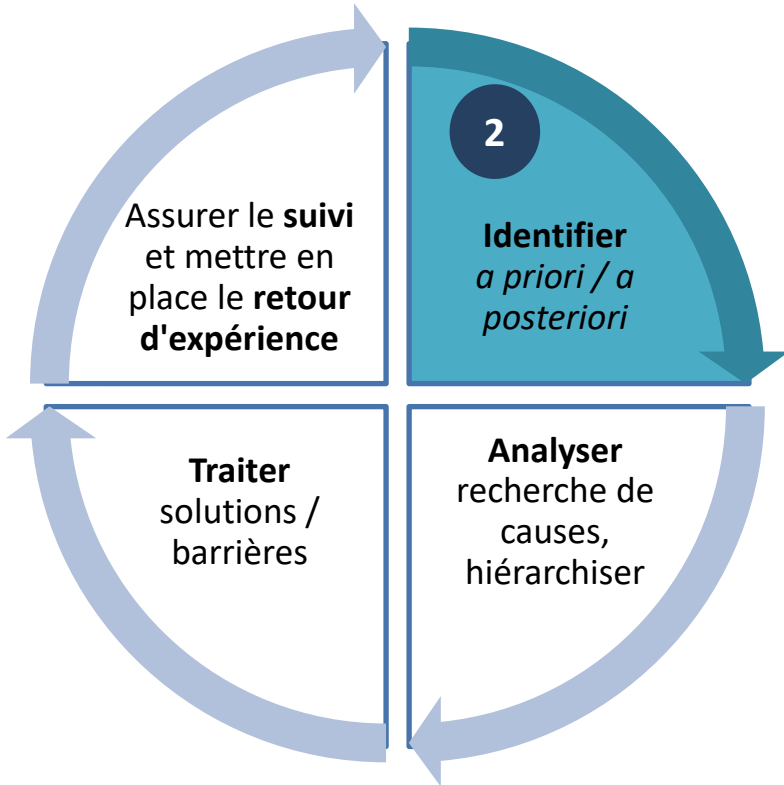 Assurer le suivi
et mettre en
place le retour
d'expérience
2
Identifier
a priori / a
posteriori
Traiter
solutions /
barrières
Analyser
recherche de
causes,
hiérarchiser